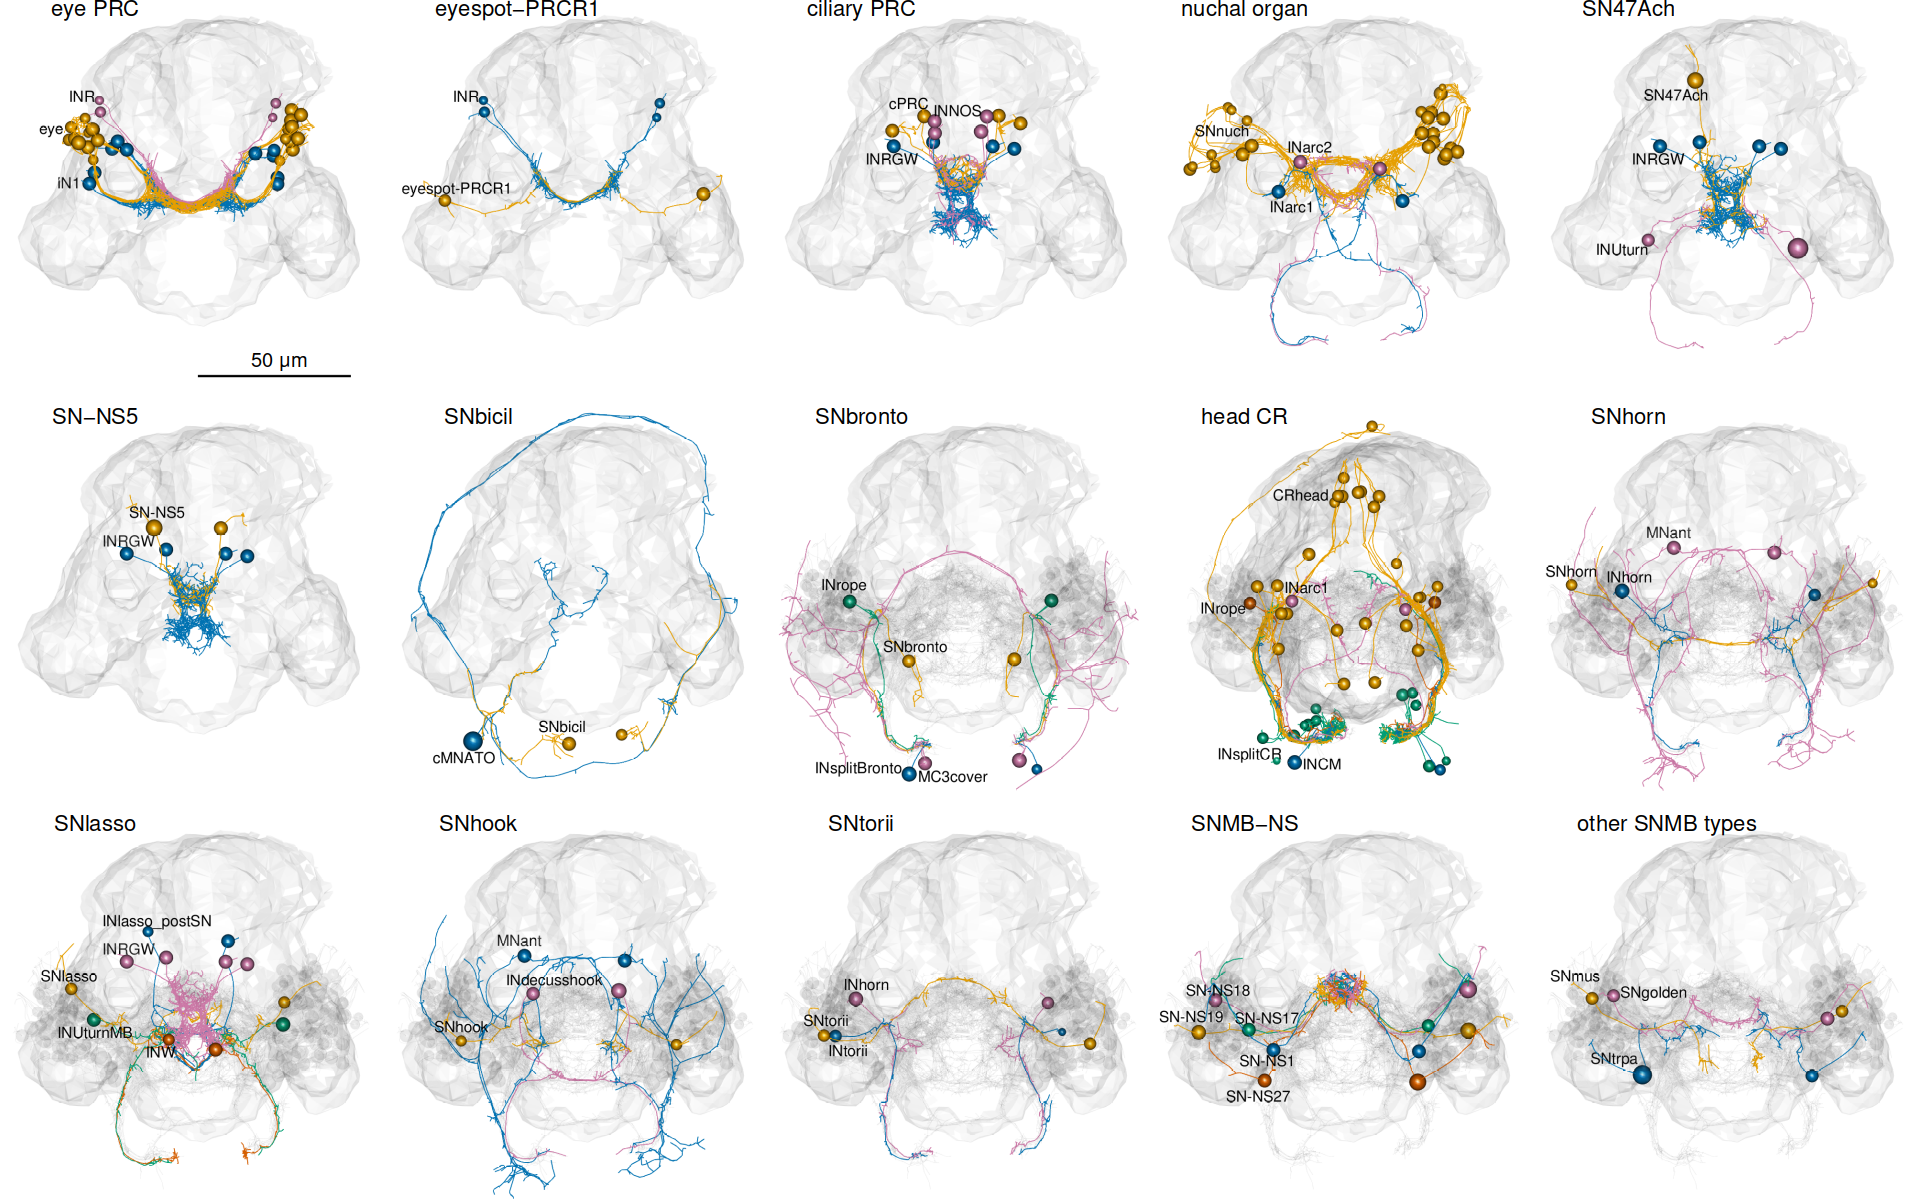 eye PRC
eyespot−PRCR1
ciliary PRC
nuchal organ
SN47Ach
INR
eye
iN1
INR
eyespot-PRCR1
cPRC
INNOS
INRGW
SNnuch
INarc2
INarc1
SN47Ach
INRGW
INUturn
50 µm
SN−NS5
SNbicil
SNbronto
head CR
SNhorn
SN-NS5
INRGW
SNbicil
cMNATO
INrope
SNbronto
INsplitBronto
MC3cover
CRhead
INarc1
INrope
INsplitCR
INCM
MNant
SNhorn
INhorn
SNlasso
SNhook
SNtorii
SNMB−NS
other SNMB types
INlasso_postSN
INRGW
SNlasso
INUturnMB
INW
MNant
INdecusshook
SNhook
INhorn
SNtorii
INtorii
SN-NS18
SN-NS19
SN-NS17
SN-NS1
SN-NS27
SNmus
SNgolden
SNtrpa